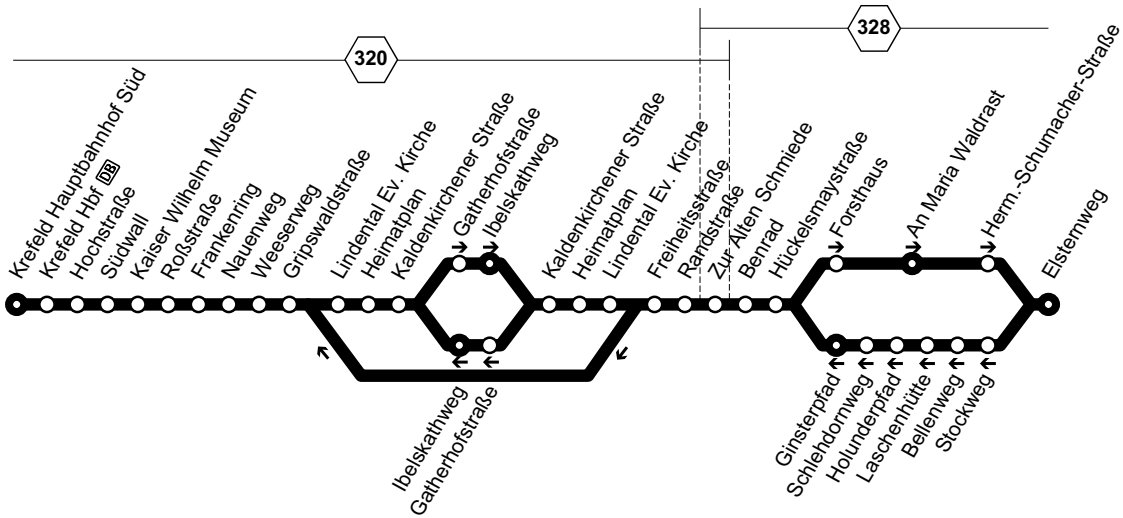 328
320
Krefeld Hauptbahnhof Süd
Krefeld Hbf DB
Hochstraße
Südwall
Kaiser Wilhelm Museum
Roßstraße
Frankenring
Nauenweg
Weeserweg
Gripswaldstraße
Lindental Ev. Kirche
Heimatplan
Kaldenkirchener Straße
Gatherhofstraße
Ibelskathweg
Kaldenkirchener Straße
Heimatplan
Lindental Ev. Kirche
Freiheitsstraße
Randstraße
Zur Alten Schmiede
Benrad
Hückelsmaystraße
Forsthaus
An Maria Waldrast
Herm.-Schumacher-Straße
Elsternweg
Ibelskathweg
Gatherhofstraße
Ginsterpfad
Schlehdornweg
Holunderpfad
Laschenhütte
Bellenweg
Stockweg